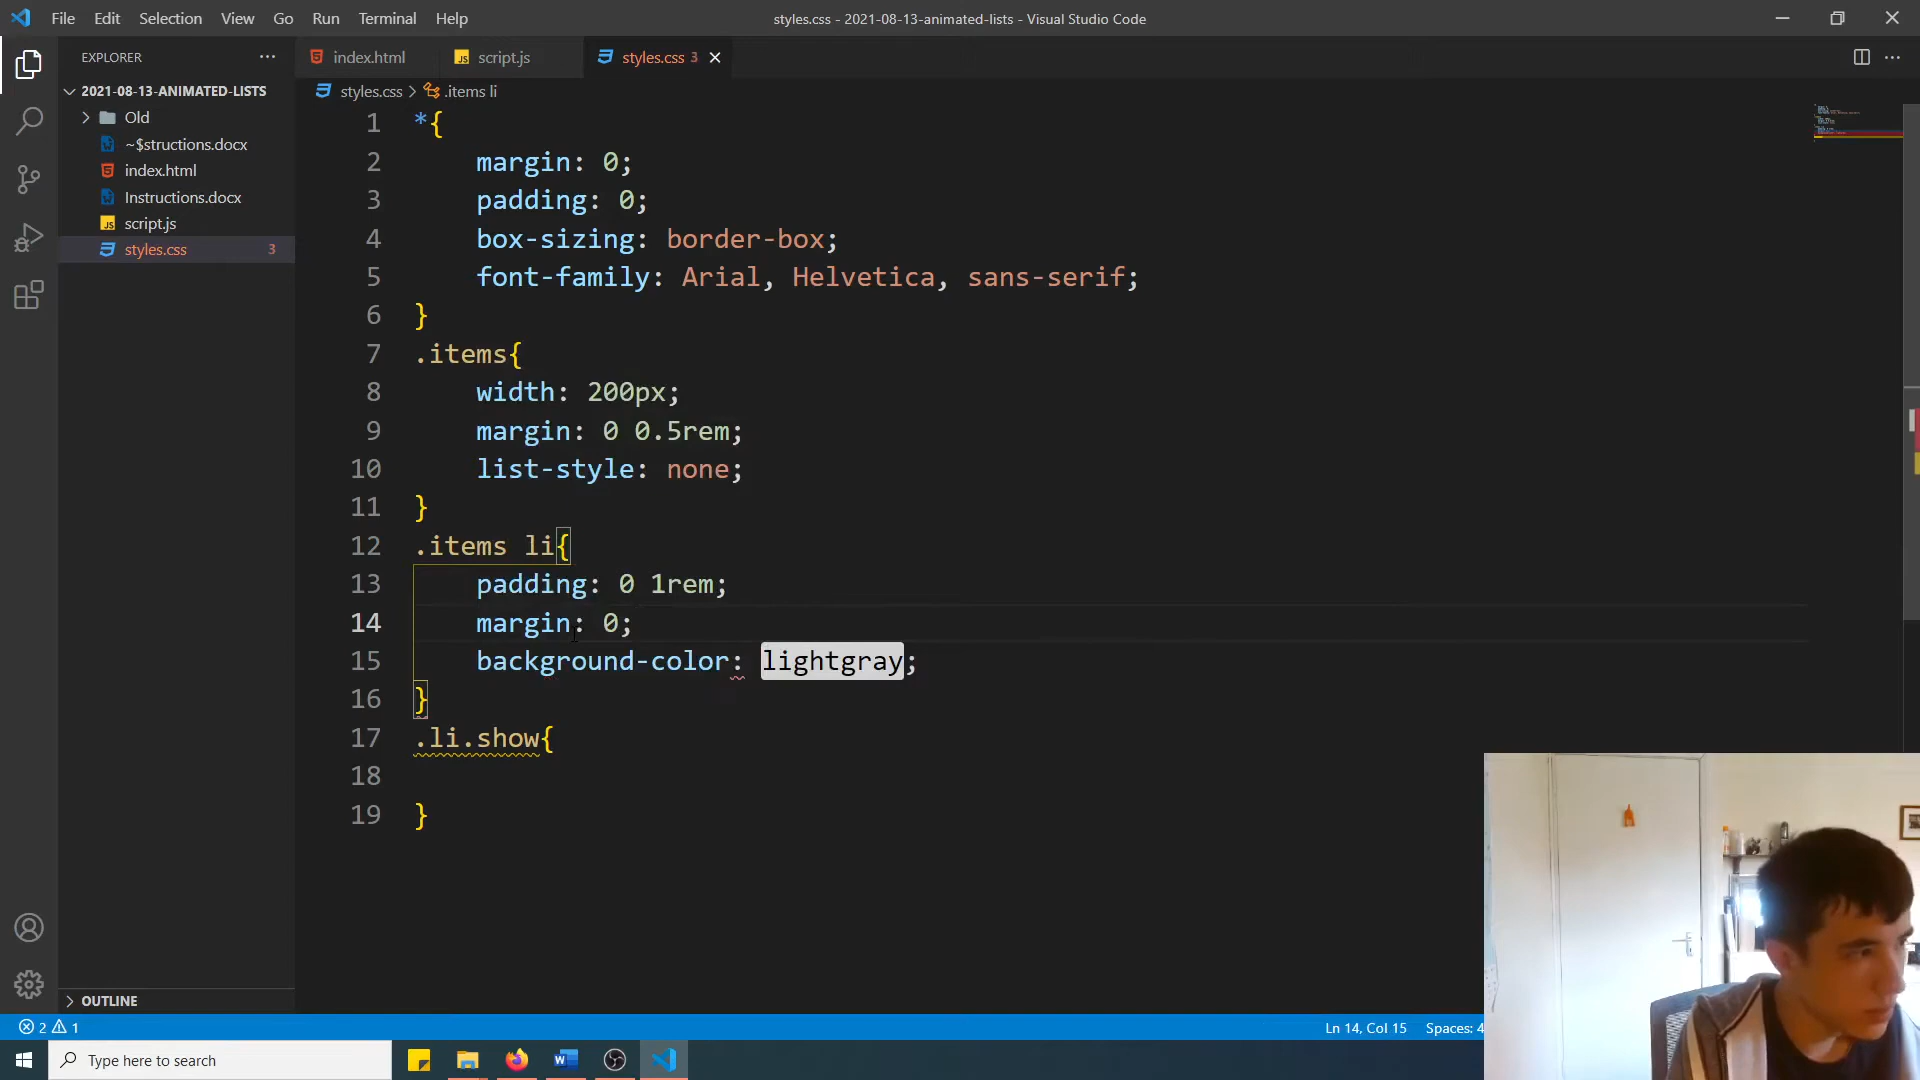 File Edit Selection View Go Run Terminal Help
styles.css - 2021-08-13-animated-lists - Visual Studio Code
EXPLORER
2021-08-13-ANIMATED-LISTS
Old
~$structions.docx
index.html
Instructions.docx
script.js
styles.css 3
OUTLINE
index.html script.js styles.css 3
styles.css > .items li
1 *{
2 margin: 0;
3 padding: 0;
4 box-sizing: border-box;
5 font-family: Arial, Helvetica, sans-serif;
6 }
7 .items{
8 width: 200px;
9 margin: 0 0.5rem;
10 list-style: none;
11 }
12 .items li{
13 padding: 0 1rem;
14 margin: 0;
15 background-color: lightgray;
16 }
17 .li.show{
18
19 }
2 1
Ln 14, Col 15 Spaces: 4
Type here to search